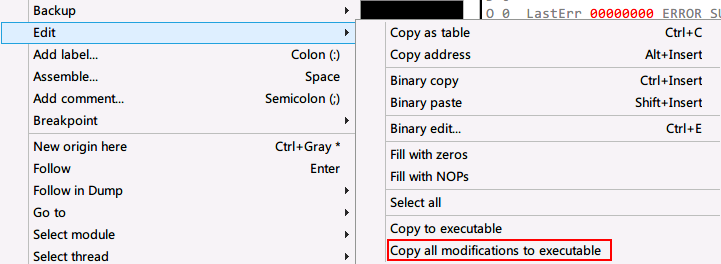 Backup
Edit
Add label... Colon (:)
Assemble... Space
Add comment... Semicolon (;)
Breakpoint
New origin here Ctrl+Gray *
Follow Enter
Follow in Dump
Go to
Select module
Select thread
O 0 LastErr 00000000 ERROR_SU
Copy as table Ctrl+C
Copy address Alt+Insert
Binary copy Ctrl+Insert
Binary paste Shift+Insert
Binary edit... Ctrl+E
Fill with zeros
Fill with NOPs
Select all
Copy to executable
Copy all modifications to executable